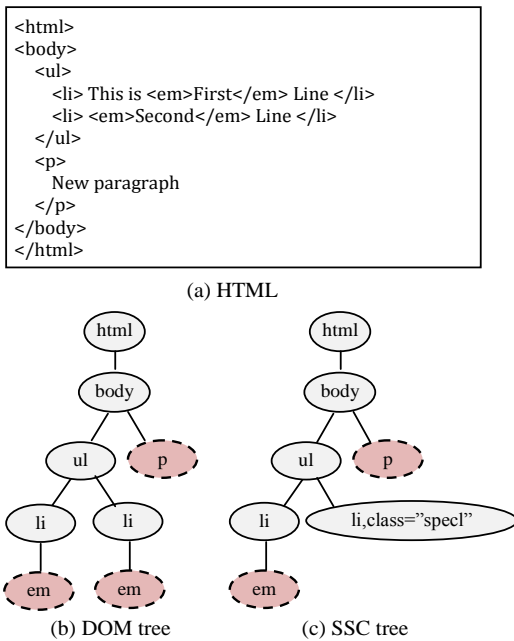 <html>
<body>
<ul>
<li> This is <em>First</em> Line </li>
<li> <em>Second</em> Line </li>
</ul>
<p>
New paragraph
</p>
</body>
</html>
(a) HTML
html
body
ul
p
li
li
em
em
(b) DOM tree
html
body
ul
p
li
li,class=”specl”
em
(c) SSC tree